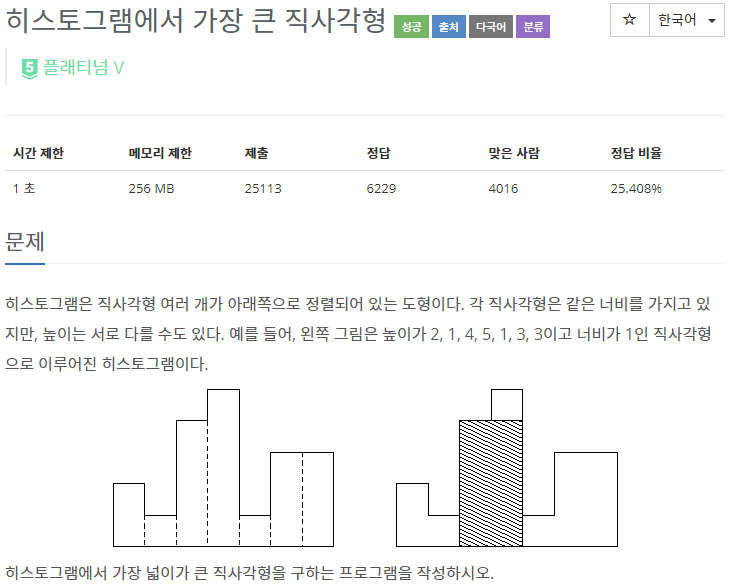 히스토그램에서 가장 큰 직사각형 성공 출처 다국어 분류 ☆ 한국어
5 플래티넘 V
시간 제한 메모리 제한 제출 정답 맞은 사람 정답 비율
1 초 256 MB 25113 6229 4016 25.408%
문제
히스토그램은 직사각형 여러 개가 아래쪽으로 정렬되어 있는 도형이다. 각 직사각형은 같은 너비를 가지고 있
지만, 높이는 서로 다를 수도 있다. 예를 들어, 왼쪽 그림은 높이가 2, 1, 4, 5, 1, 3, 3이고 너비가 1인 직사각형
으로 이루어진 히스토그램이다.
히스토그램에서 가장 넓이가 큰 직사각형을 구하는 프로그램을 작성하시오.